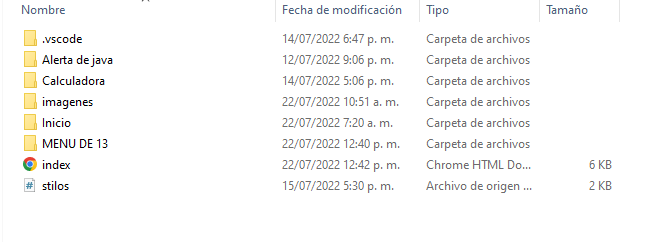 Nombre Fecha de modificación Tipo Tamaño
.vscode 14/07/2022 6:47 p. m. Carpeta de archivos
Alerta de java 12/07/2022 9:06 p. m. Carpeta de archivos
Calculadora 14/07/2022 5:06 p. m. Carpeta de archivos
imagenes 22/07/2022 10:51 a. m. Carpeta de archivos
Inicio 22/07/2022 7:20 a. m. Carpeta de archivos
MENU DE 13 22/07/2022 12:40 p. m. Carpeta de archivos
index 22/07/2022 12:42 p. m. Chrome HTML Do... 6 KB
stilos 15/07/2022 5:30 p. m. Archivo de origen ... 2 KB